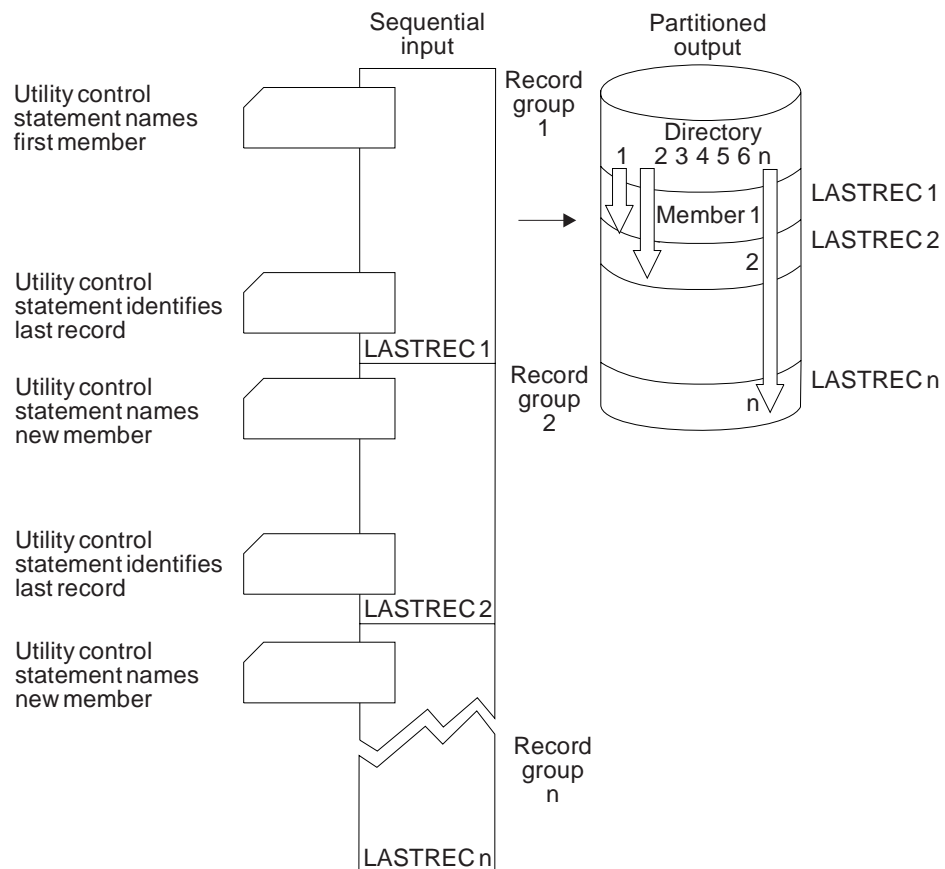 Sequential
input
Partitioned
output
Utility control
statement names
first member
Record
group
1
Directory
1 2 3 4 5 6 n
LASTREC 1
Member 1
LASTREC 2
2
Utility control
statement identifies
last record
LASTREC 1
Utility control
statement names
new member
Record
group
2
LASTREC n
n
Utility control
statement identifies
last record
LASTREC 2
Utility control
statement names
new member
Record
group
n
LASTREC n